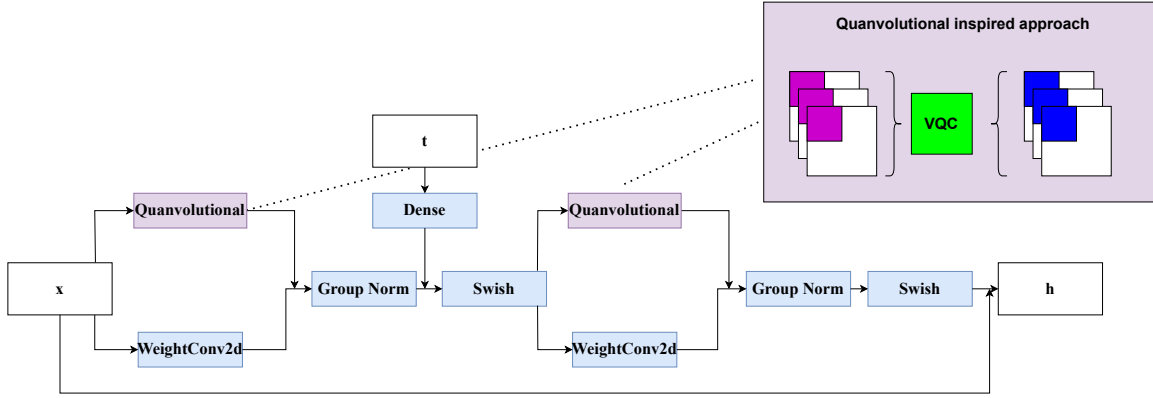 Quanvolutional inspired approach
VQC
t
Quanvolutional
Dense
Quanvolutional
x
Group Norm
Swish
Group Norm
Swish
h
WeightConv2d
WeightConv2d